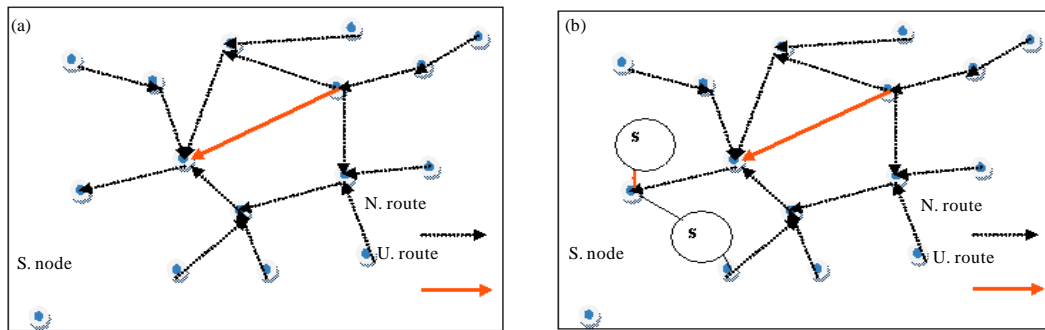 (a)
N. route
U. route
S. node
(b)
s
s
N. route
U. route
S. node